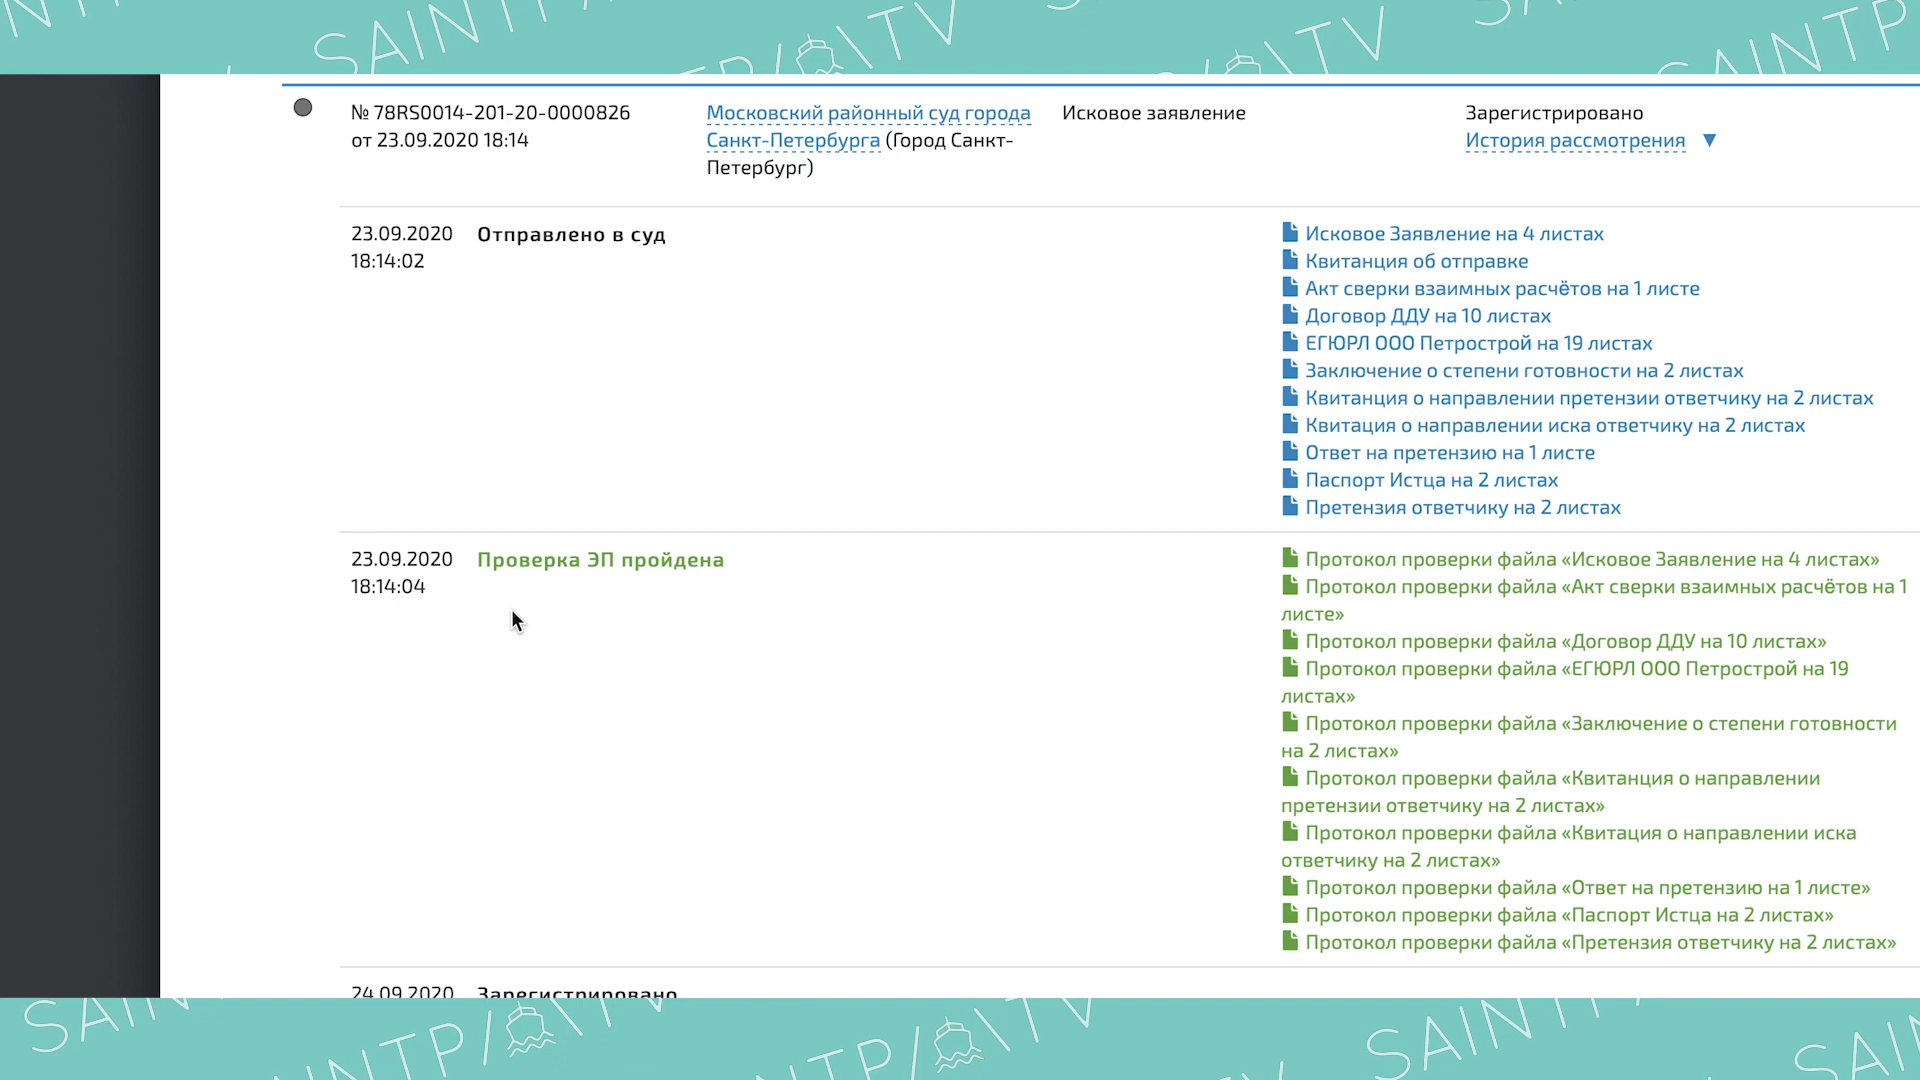 SAINTP
TV
TV
SAINTP
№ 78RS0014-201-20-0000826
от 23.09.2020 18:14
Московский районный суд города
Санкт-Петербурга (Город Санкт-
Петербург)
Исковое заявление
Зарегистрировано
История рассмотрения ▼
23.09.2020
18:14:02
Отправлено в суд
Исковое Заявление на 4 листах
Квитанция об отправке
Акт сверки взаимных расчётов на 1 листе
Договор ДДУ на 10 листах
ЕГЮРЛ ООО Петрострой на 19 листах
Заключение о степени готовности на 2 листах
Квитанция о направлении претензии ответчику на 2 листах
Квитация о направлении иска ответчику на 2 листах
Ответ на претензию на 1 листе
Паспорт Истца на 2 листах
Претензия ответчику на 2 листах
23.09.2020
18:14:04
Проверка ЭП пройдена
Протокол проверки файла «Исковое Заявление на 4 листах»
Протокол проверки файла «Акт сверки взаимных расчётов на 1
листе»
Протокол проверки файла «Договор ДДУ на 10 листах»
Протокол проверки файла «ЕГЮРЛ ООО Петрострой на 19
листах»
Протокол проверки файла «Заключение о степени готовности
на 2 листах»
Протокол проверки файла «Квитанция о направлении
претензии ответчику на 2 листах»
Протокол проверки файла «Квитация о направлении иска
ответчику на 2 листах»
Протокол проверки файла «Ответ на претензию на 1 листе»
Протокол проверки файла «Паспорт Истца на 2 листах»
Протокол проверки файла «Претензия ответчику на 2 листах»
24.09.2020 Зарегистрировано
SAIN
NTP
TV
SAINT
SAI